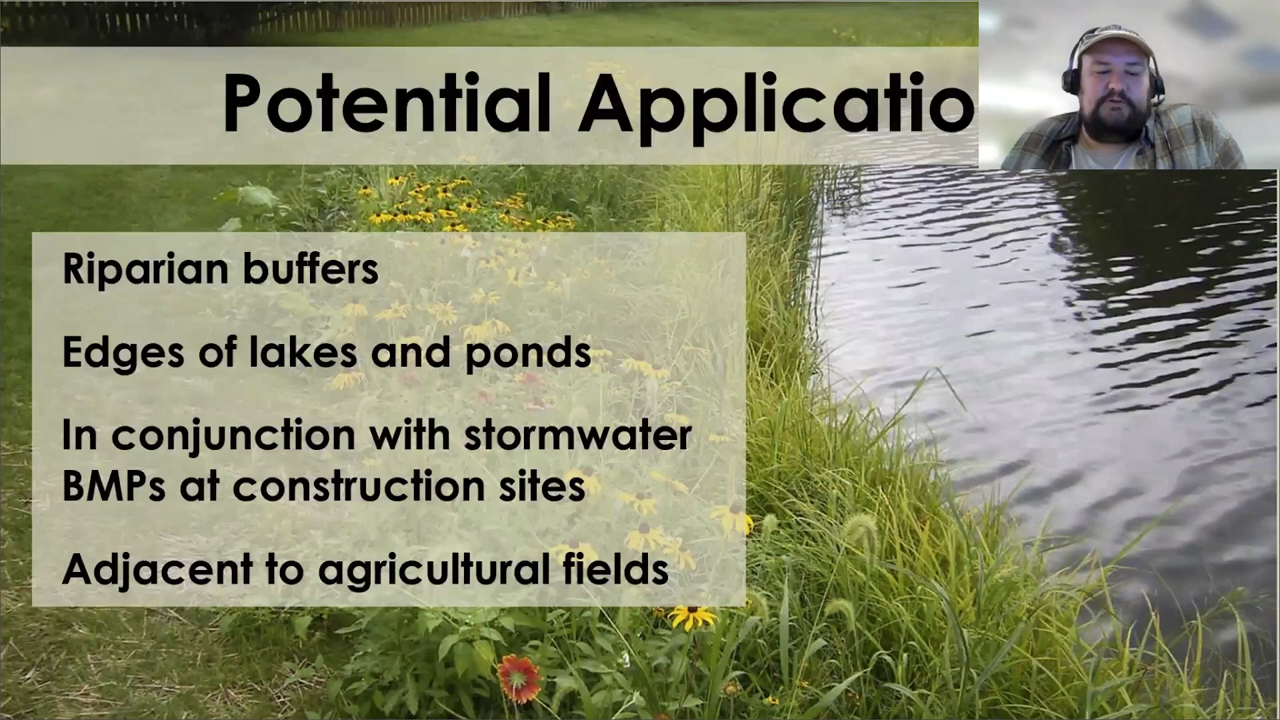 Potential Applicatio
Riparian buffers
Edges of lakes and ponds
In conjunction with stormwater
BMPs at construction sites
Adjacent to agricultural fields